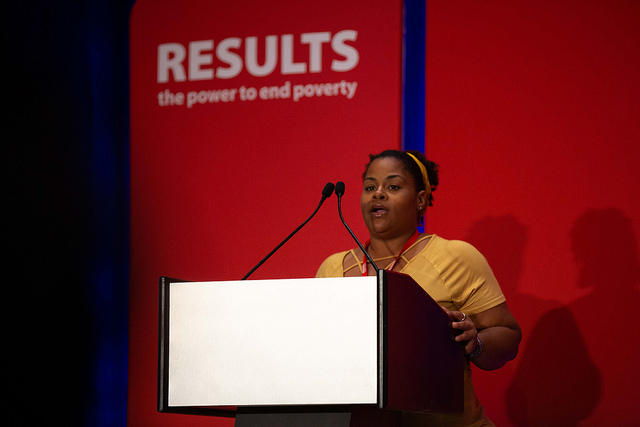 RESULTS
the power to end poverty